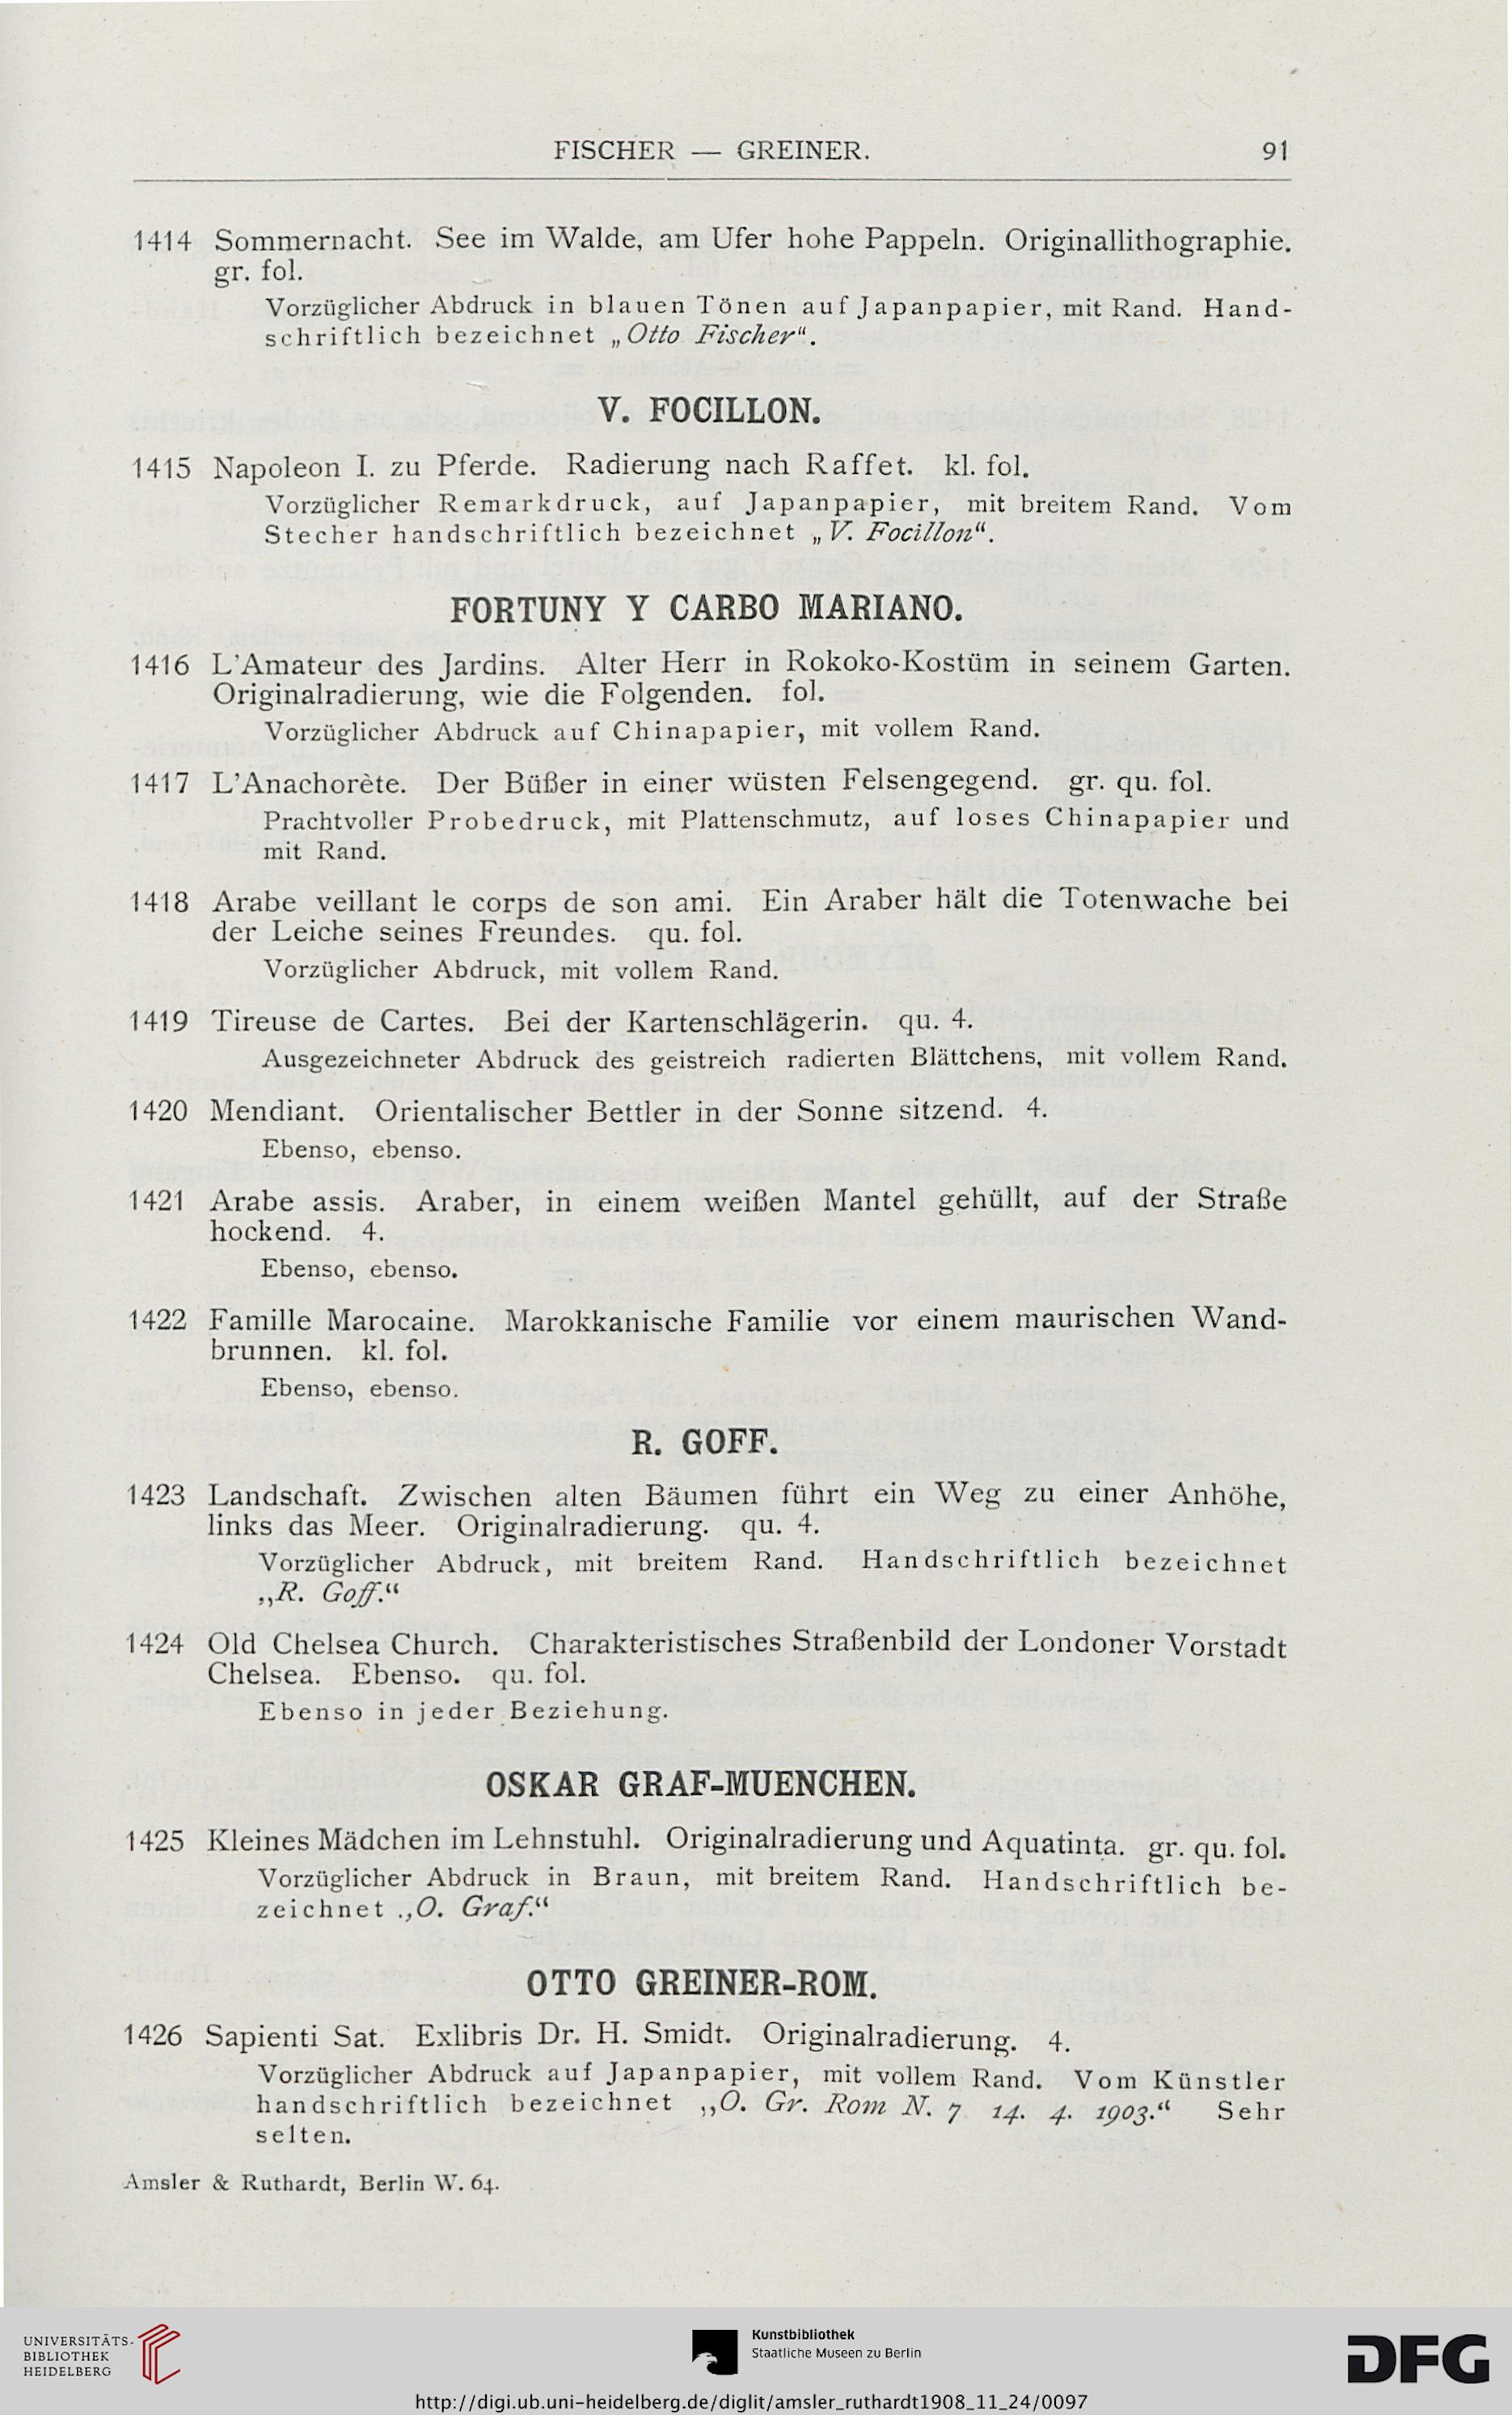 FISCHER — GREINER. 91
1414 Sommernacht. See im Walde, am Ufer hohe Pappeln. Originallithographie.
gr. fol.
Vorzüglicher Abdruck in blauen Tönen auf Japanpapier, mit Rand. Hand-
schriftlich bezeichnet „Otto Fischer“.
V. FOCILLON.
1415 Napoleon I. zu Pferde. Radierung nach Raffet. kl. fol.
Vorzüglicher Remarkdruck, auf Japanpapier, mit breitem Rand. Vom
Stecher handschriftlich bezeichnet „V. Focillon“.
FORTUNY Y CARBO MARIANO.
1416 L'Amateur des Jardins. Alter Herr in Rokoko-Kostüm in seinem Garten.
Originalradierung, wie die Folgenden. fol.
Vorzüglicher Abdruck auf Chinapapier, mit vollem Rand.
1417 L'Anachorète. Der Büßer in einer wüsten Felsengegend. gr. qu. fol.
Prachtvoller Probedruck, mit Plattenschmutz, auf loses Chinapapier und
mit Rand.
1418 Arabe veillant le corps de son ami. Ein Araber hält die Totenwache bei
der Leiche seines Freundes. qu. fol.
Vorzüglicher Abdruck, mit vollem Rand.
1419 Tireuse de Cartes. Bei der Kartenschlägerin. qu. 4.
Ausgezeichneter Abdruck des geistreich radierten Blättchens, mit vollem Rand.
1420 Mendiant. Orientalischer Bettler in der Sonne sitzend. 4.
Ebenso, ebenso.
1421 Arabe assis. Araber, in einem weißen Mantel gehüllt, auf der Straße
hockend. 4.
Ebenso, ebenso.
1422 Famille Marocaine. Marokkanische Familie vor einem maurischen Wand-
brunnen. kl. fol.
Ebenso, ebenso.
R. GOFF.
1423 Landschaft. Zwischen alten Bäumen führt ein Weg zu einer Anhöhe,
links das Meer. Originalradierung. qu. 4.
Vorzüglicher Abdruck, mit breitem Rand. Handschriftlich bezeichnet
„R. Goff.“
1424 Old Chelsea Church. Charakteristisches Straßenbild der Londoner Vorstadt
Chelsea. Ebenso. qu. fol.
Ebenso in jeder Beziehung.
OSKAR GRAF-MUENCHEN.
1425 Kleines Mädchen im Lehnstuhl. Originalradierung und Aquatinta. gr. qu. fol.
Vorzüglicher Abdruck in Braun, mit breitem Rand. Handschriftlich be-
zeichnet „O. Graf.“
OTTO GREINER-ROM.
1426 Sapienti Sat. Exlibris Dr. H. Smidt. Originalradierung. 4.
Vorzüglicher Abdruck auf Japanpapier, mit vollem Rand. Vom Künstler
handschriftlich bezeichnet „O. Gr. Rom N. 7 14. 4. 1903.“ Sehr
selten.
Amsler & Ruthardt, Berlin W. 64.
UNIVERSITÄTS-
BIBLIOTHEK
HEIDELBERG
Kunstbibliothek
Staatliche Museen zu Berlin
DFG
http://digi.ub.uni-heidelberg.de/diglit/amsler_ruthardt1908_11_24/0097